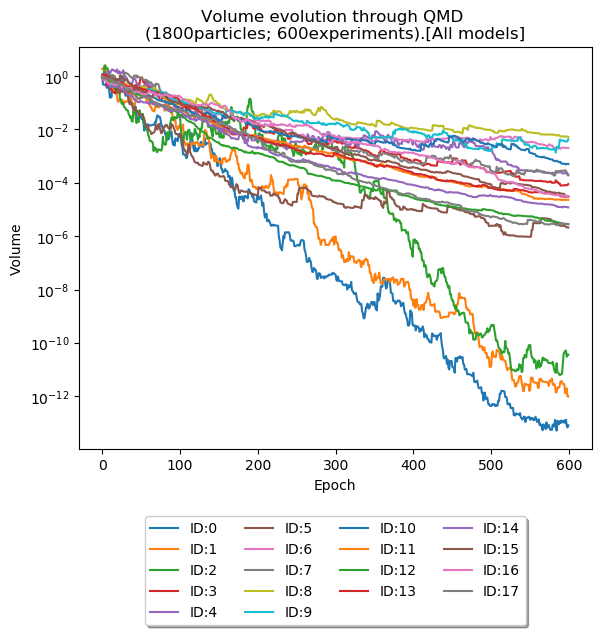 Volume evolution through QMD
(1800particles; 600experiments).[All models]
Volume
10^0
10^-2
10^-4
10^-6
10^-8
10^-10
10^-12
0 100 200 300 400 500 600
Epoch
ID:0 ID:5 ID:10 ID:14
ID:1 ID:6 ID:11 ID:15
ID:2 ID:7 ID:12 ID:16
ID:3 ID:8 ID:13 ID:17
ID:4 ID:9